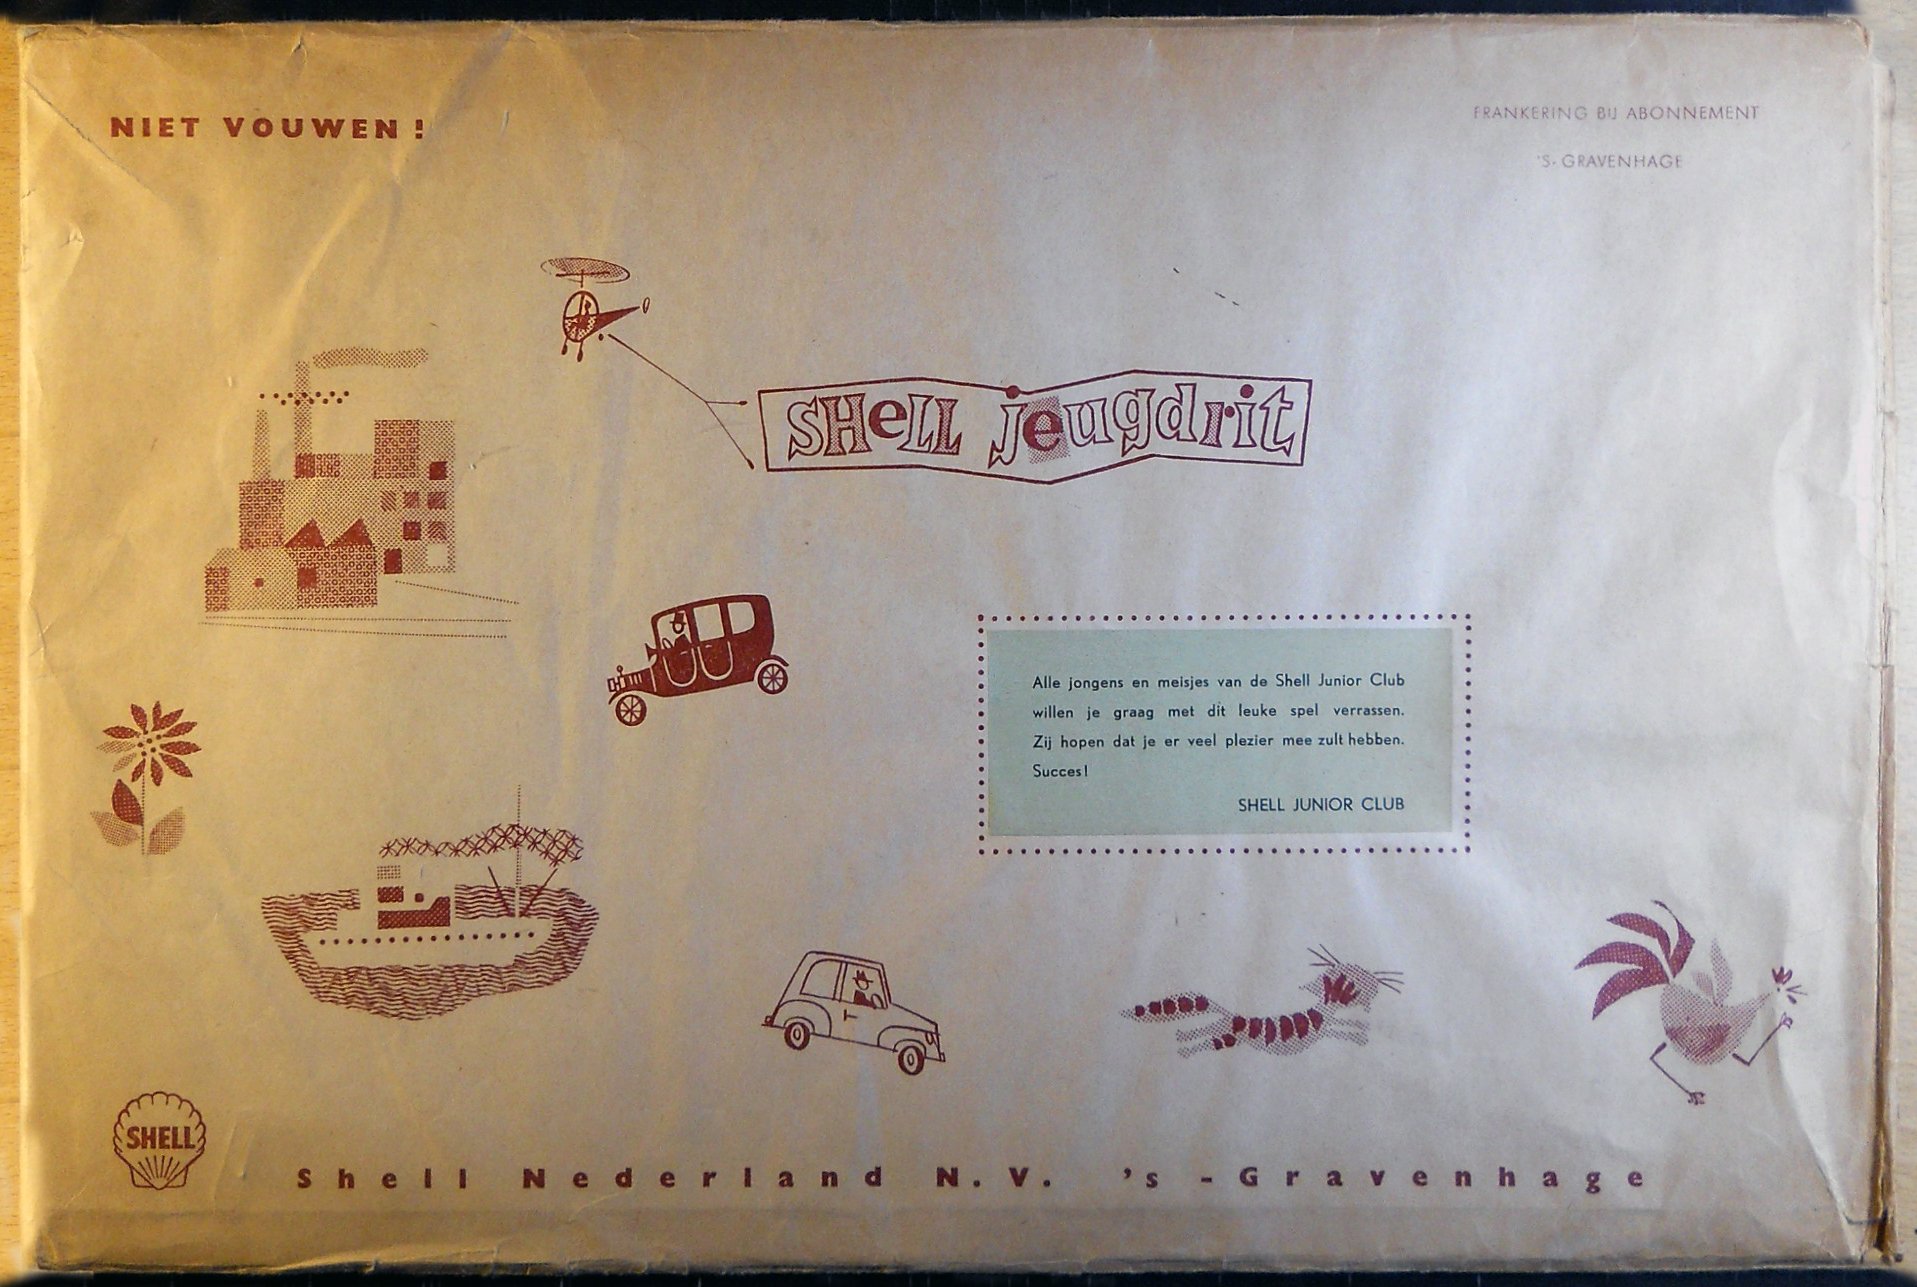 NIET VOUWEN!
FRANKERING BIJ ABONNEMENT
'S-GRAVENHAGE
SHeLL jeugdrit
Alle jongens en meisjes van de Shell Junior Club
willen je graag met dit leuke spel verrassen.
Zij hopen dat je er veel plezier mee zult hebben.
Succes!
SHELL JUNIOR CLUB
SHELL
Shell Nederland N.V. 's-Gravenhage